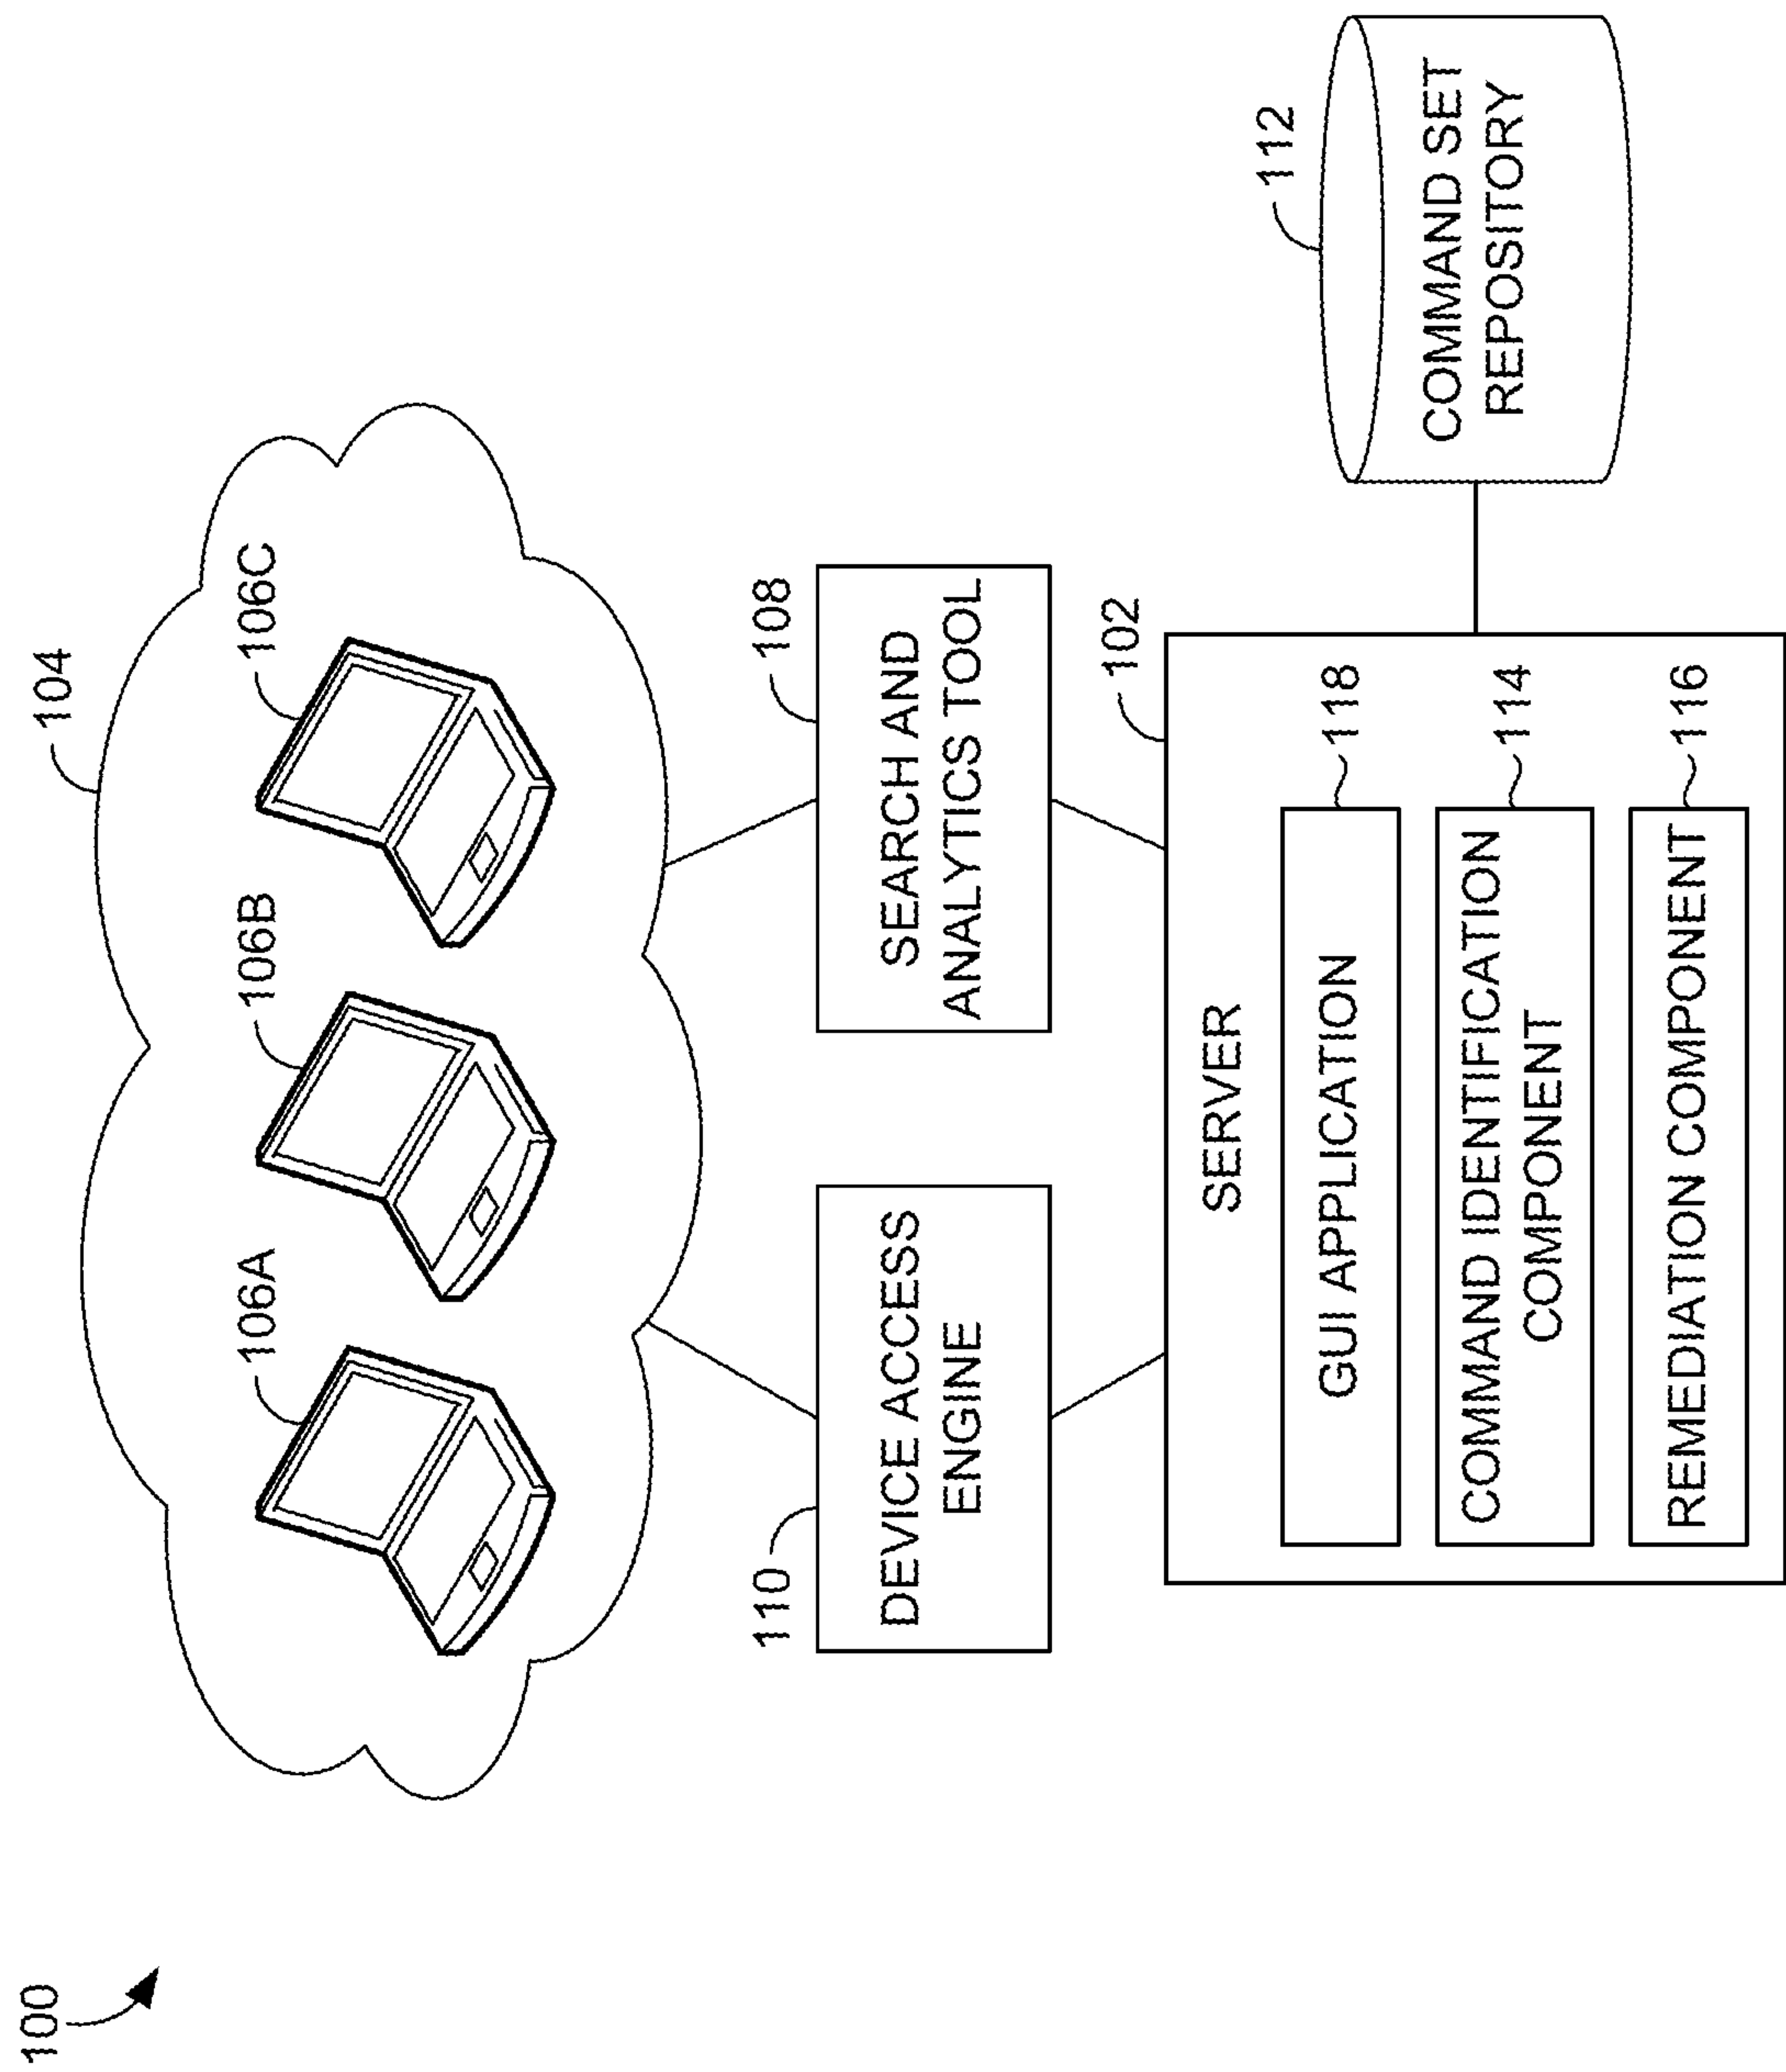 100
104
106A
106B
106C
110
DEVICE ACCESS
ENGINE
108
SEARCH AND
ANALYTICS TOOL
102
SERVER
GUI APPLICATION
118
COMMAND IDENTIFICATION
COMPONENT
114
REMEDIATION COMPONENT
116
112
COMMAND SET
REPOSITORY